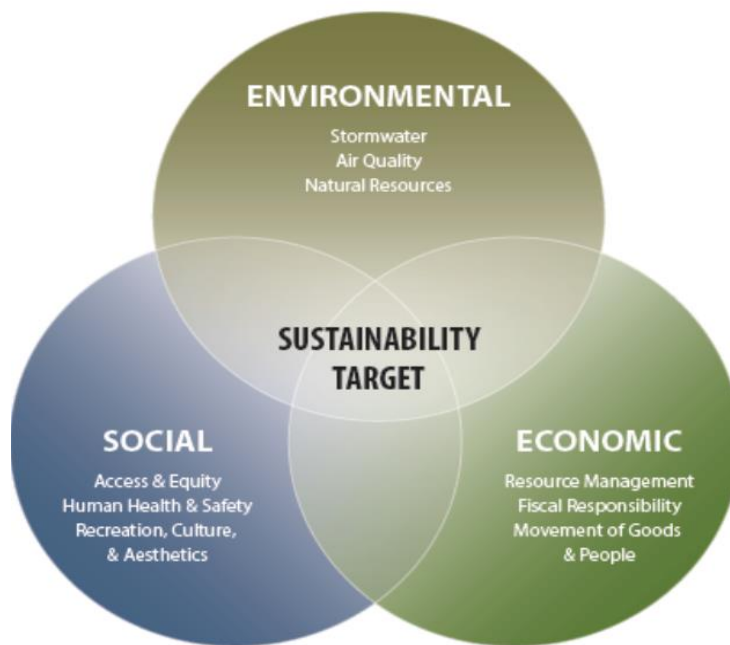 ENVIRONMENTAL
Stormwater
Air Quality
Natural Resources
SUSTAINABILITY
TARGET
SOCIAL
Access & Equity
Human Health & Safety
Recreation, Culture,
& Aesthetics
ECONOMIC
Resource Management
Fiscal Responsibility
Movement of Goods
& People